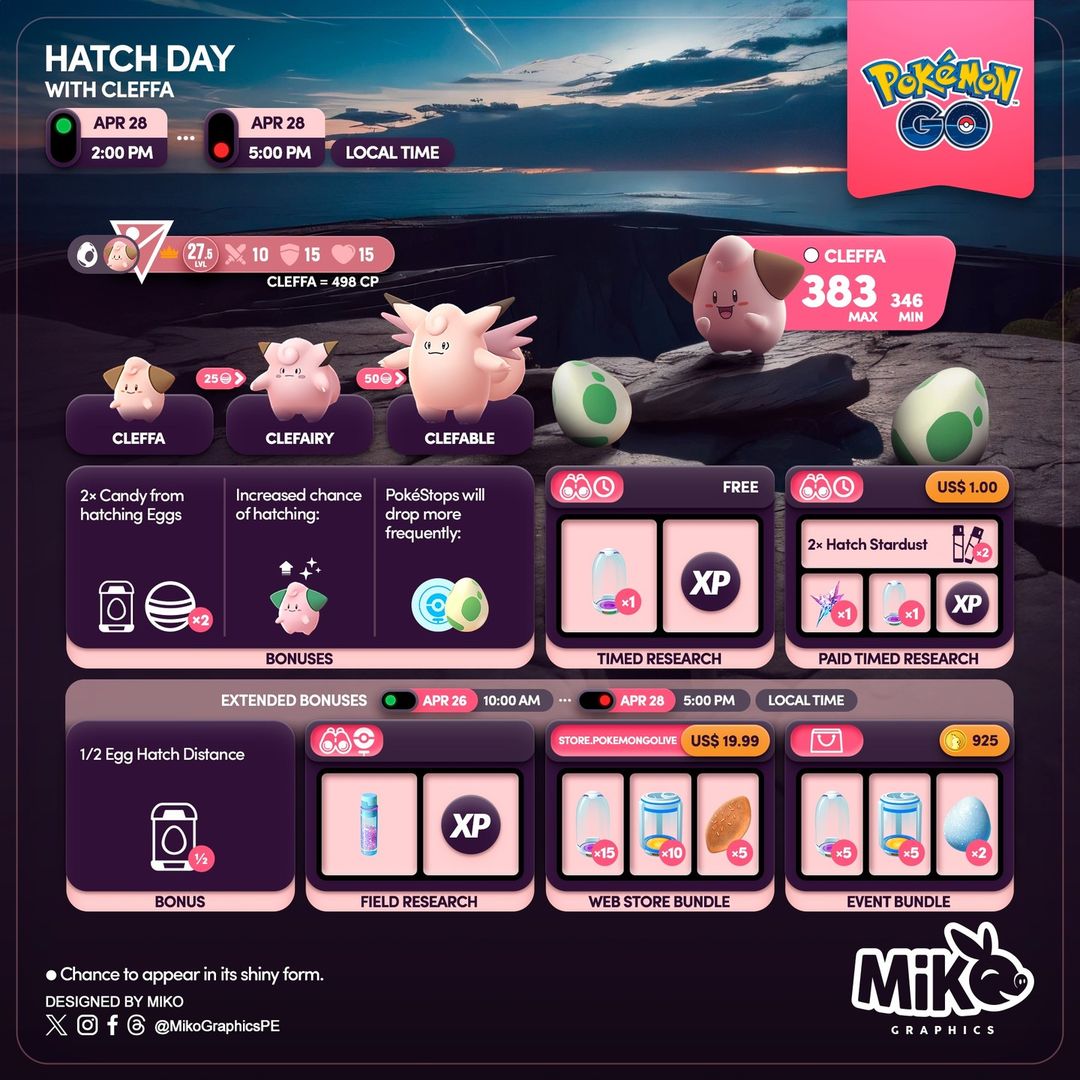 HATCH DAY
WITH CLEFFA
APR 28
2:00 PM
...
APR 28
5:00 PM
LOCAL TIME
POKéMON
GO
27.5
LVL
10
15
15
CLEFFA = 498 CP
CLEFFA
383
MAX
346
MIN
25
50
CLEFFA
CLEFAIRY
CLEFABLE
2× Candy from
hatching Eggs
×2
Increased chance
of hatching:
PokéStops will
drop more
frequently:
BONUSES
FREE
×1
XP
TIMED RESEARCH
US$ 1.00
2× Hatch Stardust
×2
×1
×1
XP
PAID TIMED RESEARCH
EXTENDED BONUSES
APR 26
10:00 AM
...
APR 28
5:00 PM
LOCAL TIME
1/2 Egg Hatch Distance
½
BONUS
XP
FIELD RESEARCH
STORE.POKEMONGOLIVE
US$ 19.99
×15
×10
×5
WEB STORE BUNDLE
925
×5
×5
×2
EVENT BUNDLE
● Chance to appear in its shiny form.
DESIGNED BY MIKO
@MikoGraphicsPE
MiKO
GRAPHICS